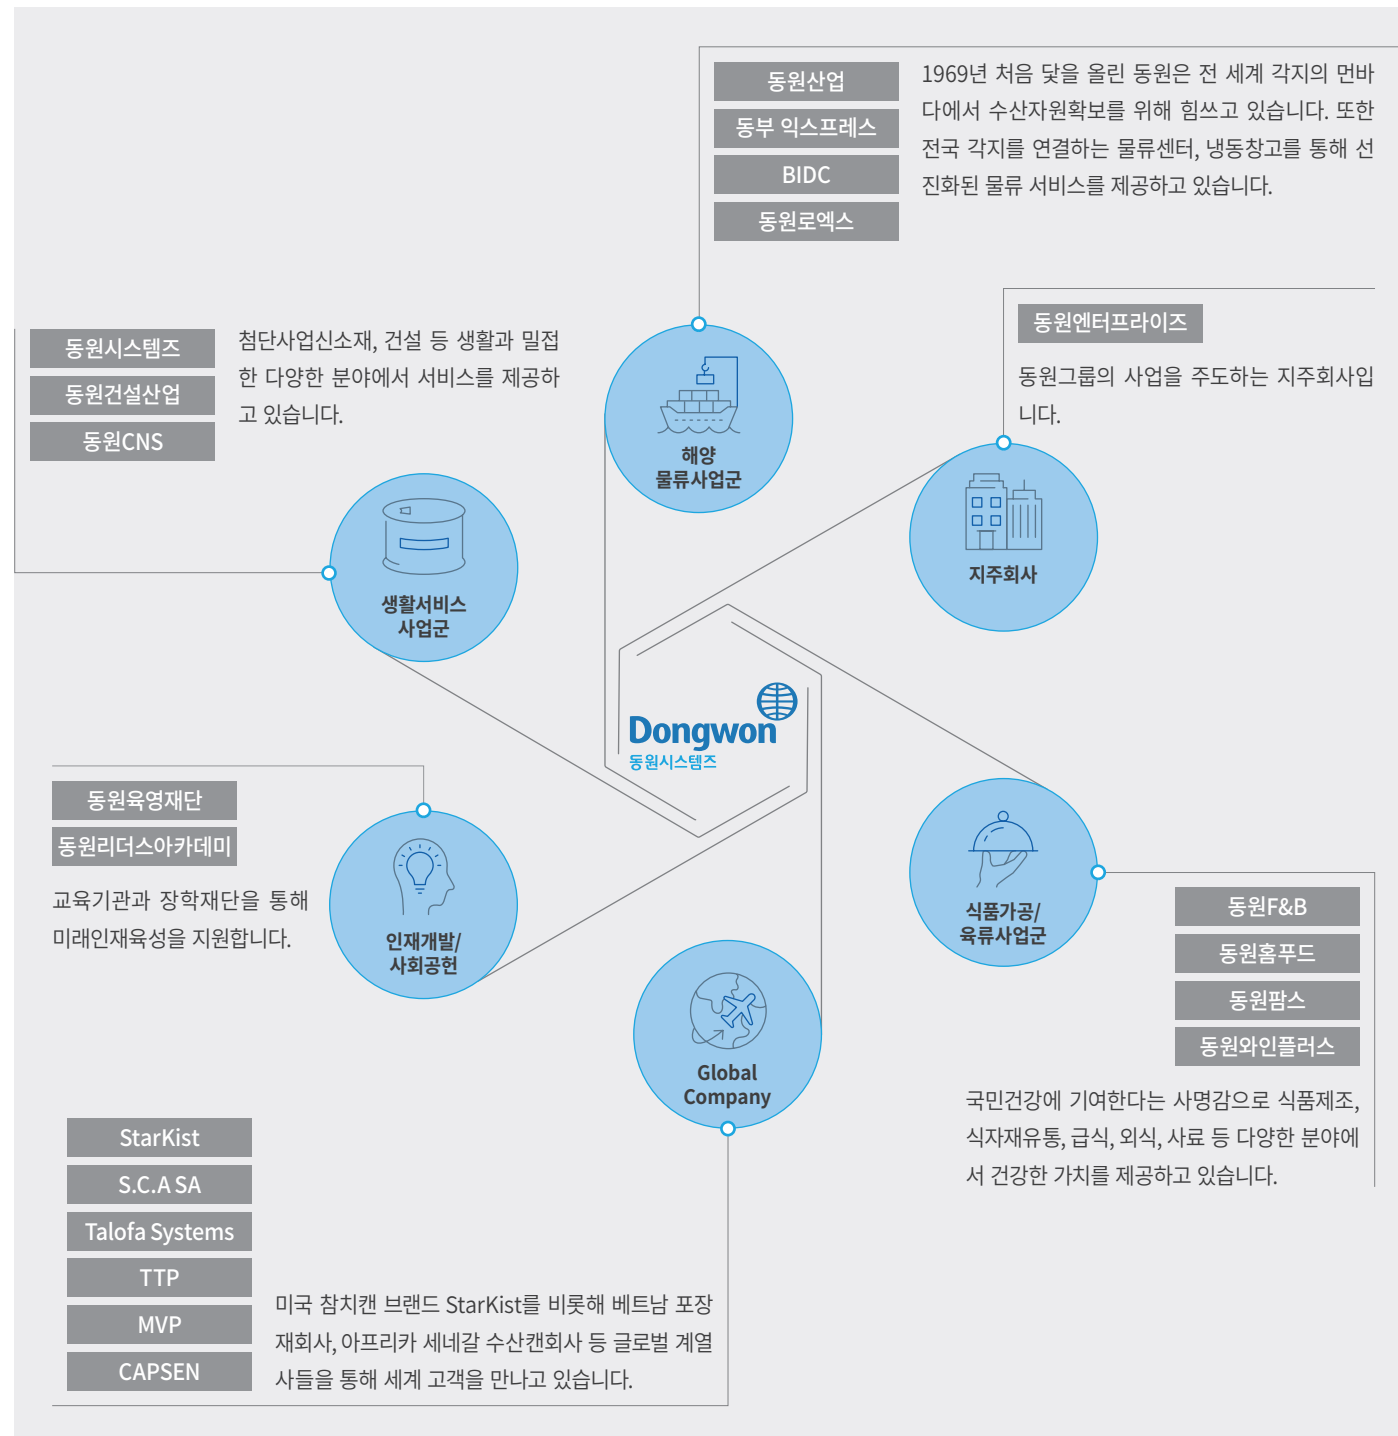 동원산업
동부 익스프레스
BIDC
동원로엑스
1969년 처음 닻을 올린 동원은 전 세계 각지의 먼바
다에서 수산자원확보를 위해 힘쓰고 있습니다. 또한
전국 각지를 연결하는 물류센터, 냉동창고를 통해 선
진화된 물류 서비스를 제공하고 있습니다.
해양
물류사업군
동원엔터프라이즈
동원그룹의 사업을 주도하는 지주회사입
니다.
지주회사
동원시스템즈
동원건설산업
동원CNS
첨단사업신소재, 건설 등 생활과 밀접
한 다양한 분야에서 서비스를 제공하
고 있습니다.
생활서비스
사업군
Dongwon
동원시스템즈
동원육영재단
동원리더스아카데미
교육기관과 장학재단을 통해
미래인재육성을 지원합니다.
인재개발/
사회공헌
식품가공/
육류사업군
동원F&B
동원홈푸드
동원팜스
동원와인플러스
국민건강에 기여한다는 사명감으로 식품제조,
식자재유통, 급식, 외식, 사료 등 다양한 분야에
서 건강한 가치를 제공하고 있습니다.
Global
Company
StarKist
S.C.A SA
Talofa Systems
TTP
MVP
CAPSEN
미국 참치캔 브랜드 StarKist를 비롯해 베트남 포장
재회사, 아프리카 세네갈 수산캔회사 등 글로벌 계열
사들을 통해 세계 고객을 만나고 있습니다.